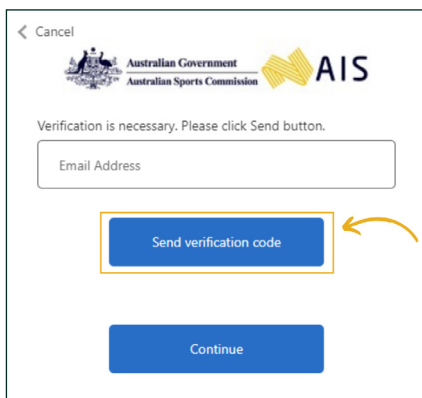 Cancel
Australian Government
Australian Sports Commission
AIS
Verification is necessary. Please click Send button.
Email Address
Send verification code
Continue